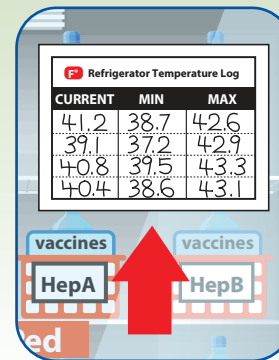 F° Refrigerator Temperature Log
CURRENT MIN MAX
41.2 38.7 42.6
39.1 37.2 42.9
40.8 39.5 43.3
40.4 38.6 43.1
vaccines vaccines
HepA HepB
ed